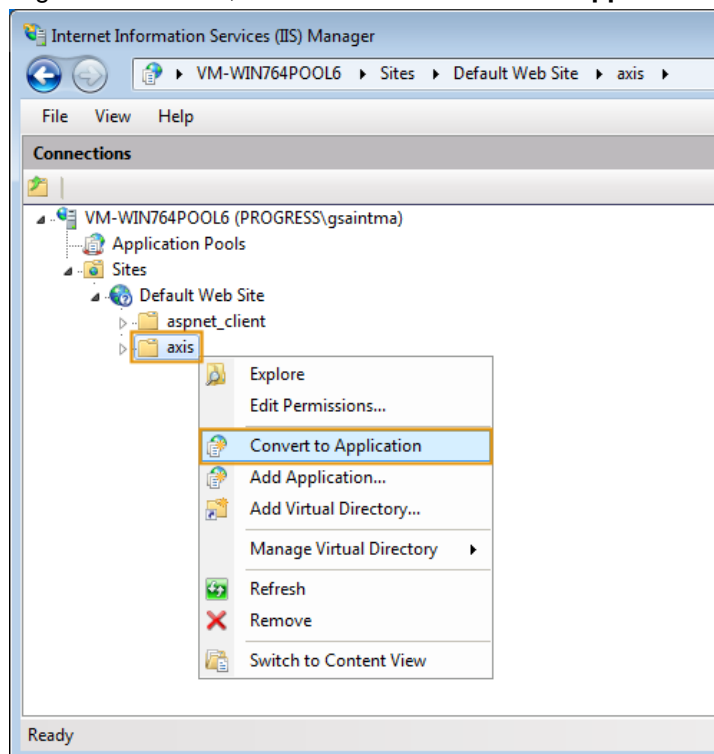 Internet Information Services (IIS) Manager
VM-WIN764POOL6 Sites Default Web Site axis
File View Help
Connections
VM-WIN764POOL6 (PROGRESS\gsaintma)
Application Pools
Sites
Default Web Site
aspnet_client
axis
Explore
Edit Permissions...
Convert to Application
Add Application...
Add Virtual Directory...
Manage Virtual Directory
Refresh
Remove
Switch to Content View
Ready